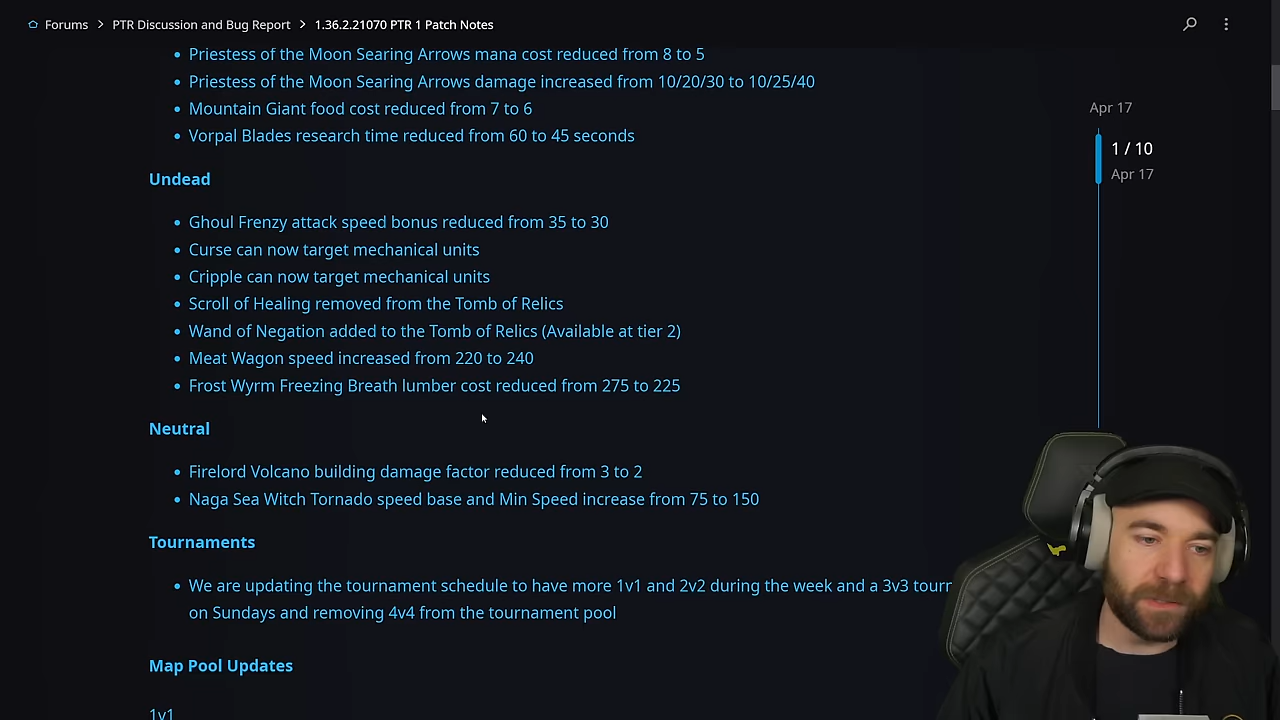 Forums > PTR Discussion and Bug Report > 1.36.2.21070 PTR 1 Patch Notes
• Priestess of the Moon Searing Arrows mana cost reduced from 8 to 5
• Priestess of the Moon Searing Arrows damage increased from 10/20/30 to 10/25/40
• Mountain Giant food cost reduced from 7 to 6
• Vorpal Blades research time reduced from 60 to 45 seconds
Apr 17
1 / 10
Apr 17
Undead
• Ghoul Frenzy attack speed bonus reduced from 35 to 30
• Curse can now target mechanical units
• Cripple can now target mechanical units
• Scroll of Healing removed from the Tomb of Relics
• Wand of Negation added to the Tomb of Relics (Available at tier 2)
• Meat Wagon speed increased from 220 to 240
• Frost Wyrm Freezing Breath lumber cost reduced from 275 to 225
Neutral
• Firelord Volcano building damage factor reduced from 3 to 2
• Naga Sea Witch Tornado speed base and Min Speed increase from 75 to 150
Tournaments
• We are updating the tournament schedule to have more 1v1 and 2v2 during the week and a 3v3
on Sundays and removing 4v4 from the tournament pool
Map Pool Updates
1v1